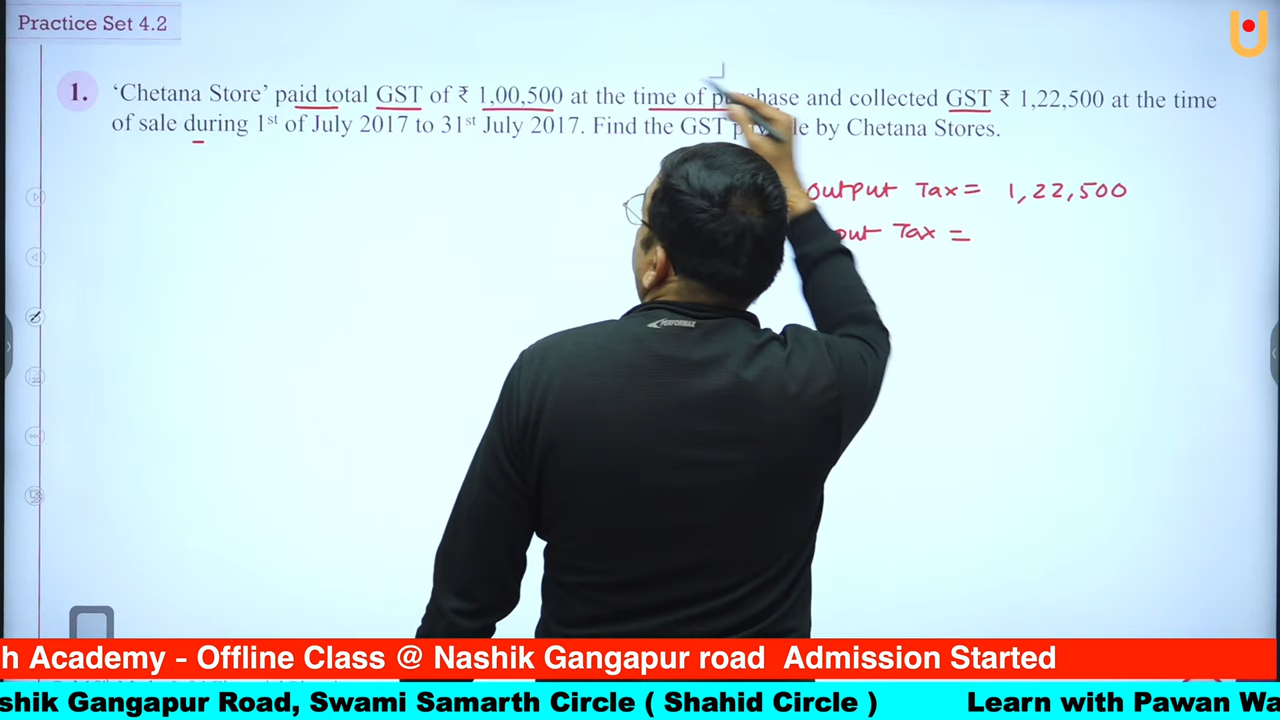 Practice Set 4.2
1. ‘Chetana Store’ paid total GST of ₹ 1,00,500 at the time of purchase and collected GST ₹ 1,22,500 at the time
of sale during 1st of July 2017 to 31st July 2017. Find the GST by Chetana Stores.
output Tax = 1,22,500
Tax =
PERFORMAX
h Academy - Offline Class @ Nashik Gangapur road Admission Started
shik Gangapur Road, Swami Samarth Circle ( Shahid Circle ) Learn with Pawan Wa